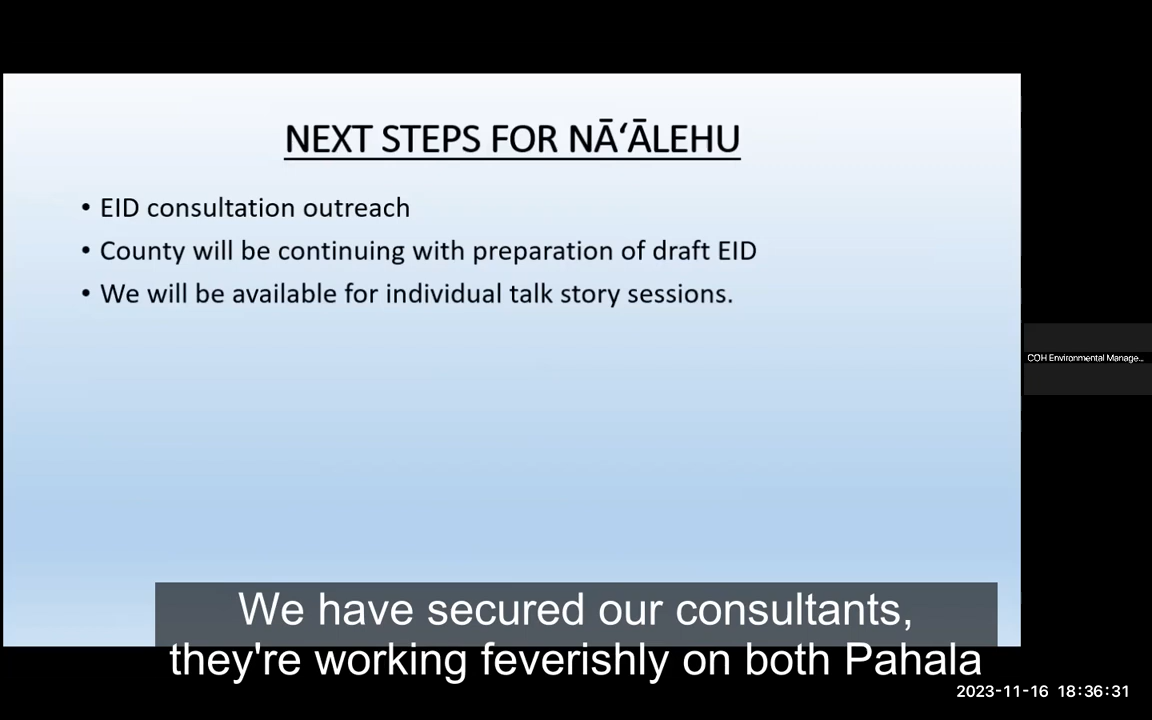 NEXT STEPS FOR NĀʻĀLEHU
• EID consultation outreach
• County will be continuing with preparation of draft EID
• We will be available for individual talk story sessions.
COH Environmental Manage...
We have secured our consultants,
they're working feverishly on both Pahala
2023-11-16 18:36:31